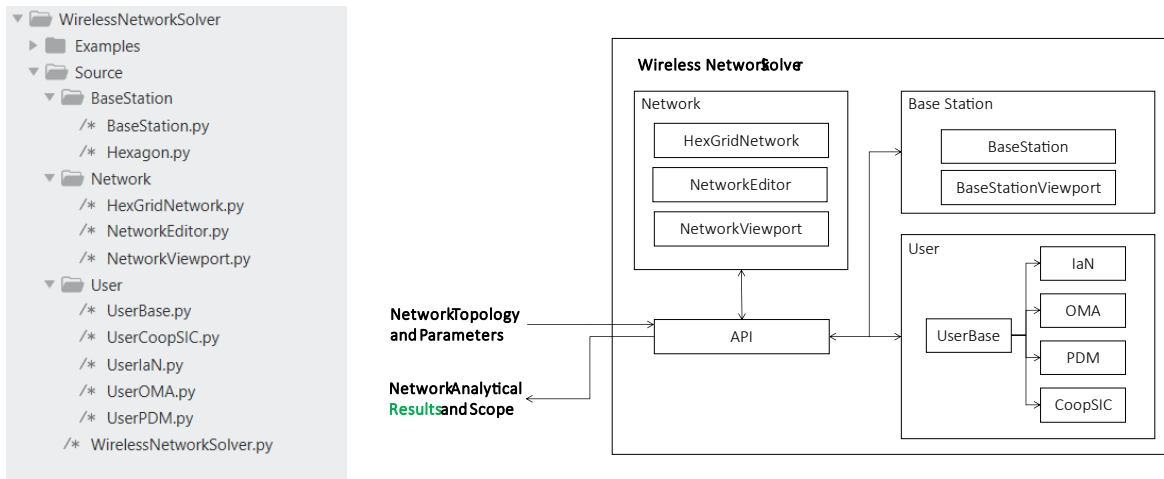 WirelessNetworkSolver
Examples
Source
BaseStation
/* BaseStation.py
/* Hexagon.py
Network
/* HexGridNetwork.py
/* NetworkEditor.py
/* NetworkViewport.py
User
/* UserBase.py
/* UserCoopSIC.py
/* UserIaN.py
/* UserOMA.py
/* UserPDM.py
/* WirelessNetworkSolver.py
Wireless NetworkSolver
Network
HexGridNetwork
NetworkEditor
NetworkViewport
Base Station
BaseStation
BaseStationViewport
User
UserBase
IaN
OMA
PDM
CoopSIC
API
NetworkTopology
and Parameters
NetworkAnalytical
Resultsand Scope